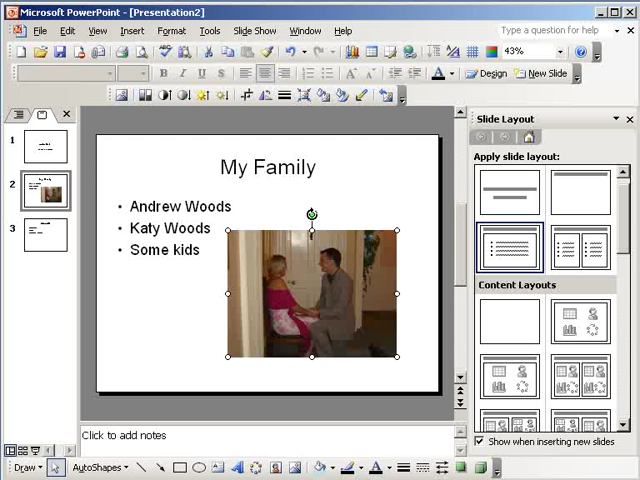 Microsoft PowerPoint - [Presentation2]
File Edit View Insert Format Tools Slide Show Window Help
Type a question for help
43%
B I U S
A Design New Slide
1
2
3
My Family
• Andrew Woods
• Katy Woods
• Some kids
Slide Layout
Apply slide layout:
Content Layouts
Show when inserting new slides
Click to add notes
Draw AutoShapes